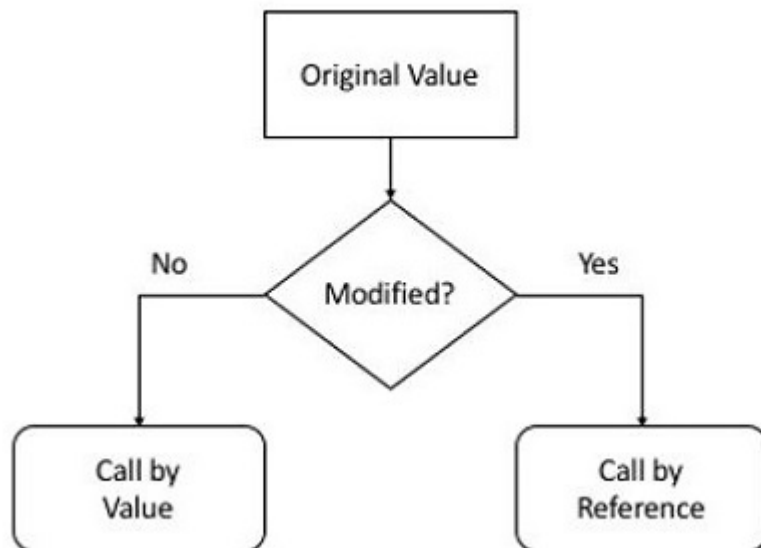 Original Value
No
Yes
Modified?
Call by
Value
Call by
Reference